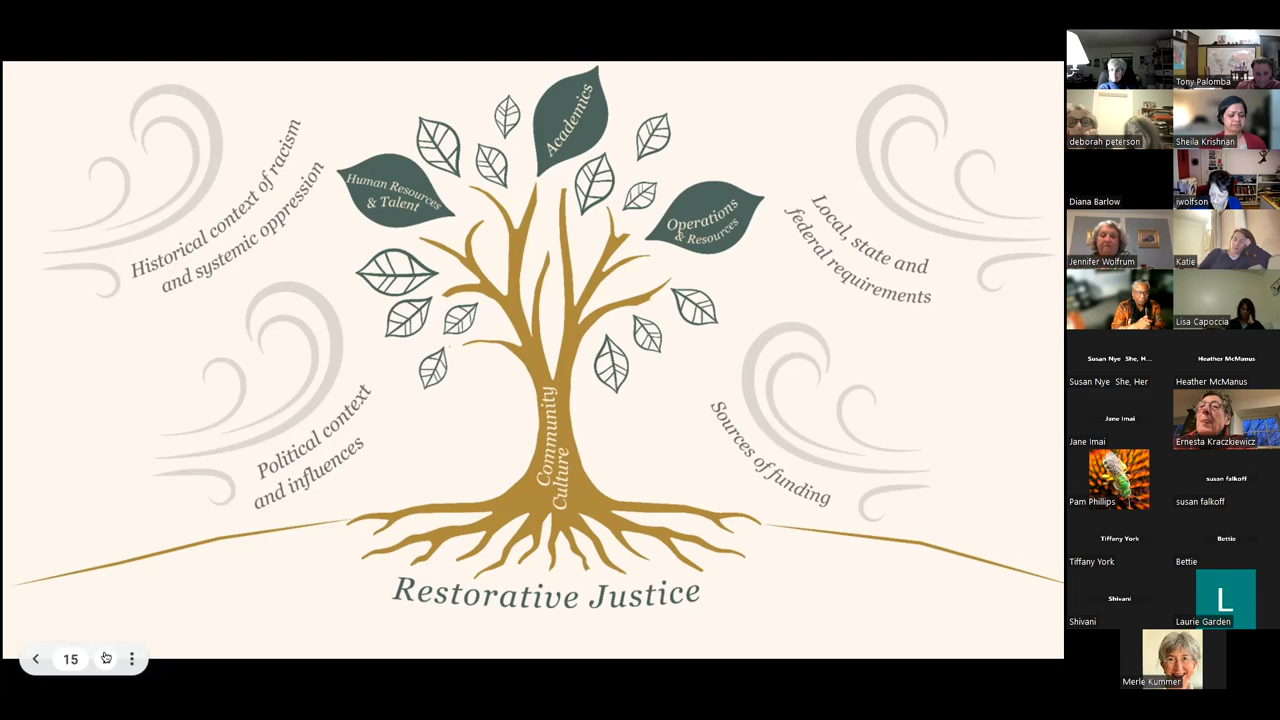 Academics
Human Resources
& Talent
Operations
& Resources
Historical context of racism
and systemic oppression
Local, state and
federal requirements
Political context
and influences
Sources of funding
Community
Culture
Restorative Justice
15
Tony Palomba
deborah peterson
Sheila Krishnan
Diana Barlow
jwolfson
Jennifer Wolfrum
Katie
Lisa Capoccia
Susan Nye She, H...
Susan Nye She, Her
Heather McManus
Heather McManus
Jane Imai
Jane Imai
Ernesta Kraczkiewicz
Pam Phillips
susan falkoff
susan falkoff
Tiffany York
Tiffany York
Bettie
Bettie
Shivani
Shivani
L
Laurie Garden
Merle Kummer